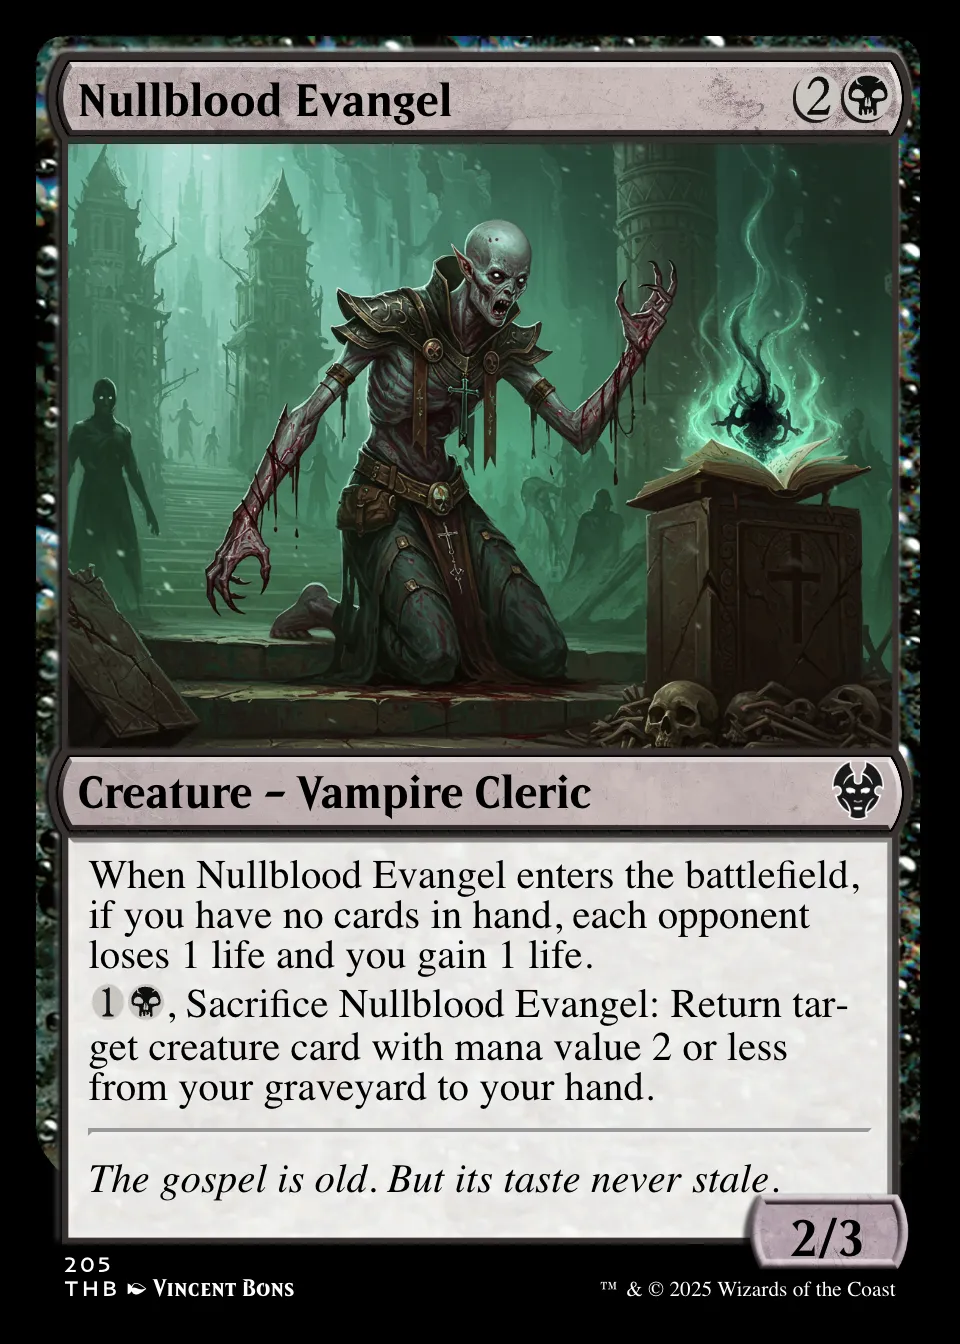 Nullblood Evangel 2
Creature – Vampire Cleric
When Nullblood Evangel enters the battlefield,
if you have no cards in hand, each opponent
loses 1 life and you gain 1 life.
1, Sacrifice Nullblood Evangel: Return tar-
get creature card with mana value 2 or less
from your graveyard to your hand.
The gospel is old. But its taste never stale.
2/3
205
THB Vincent Bons
™ & © 2025 Wizards of the Coast